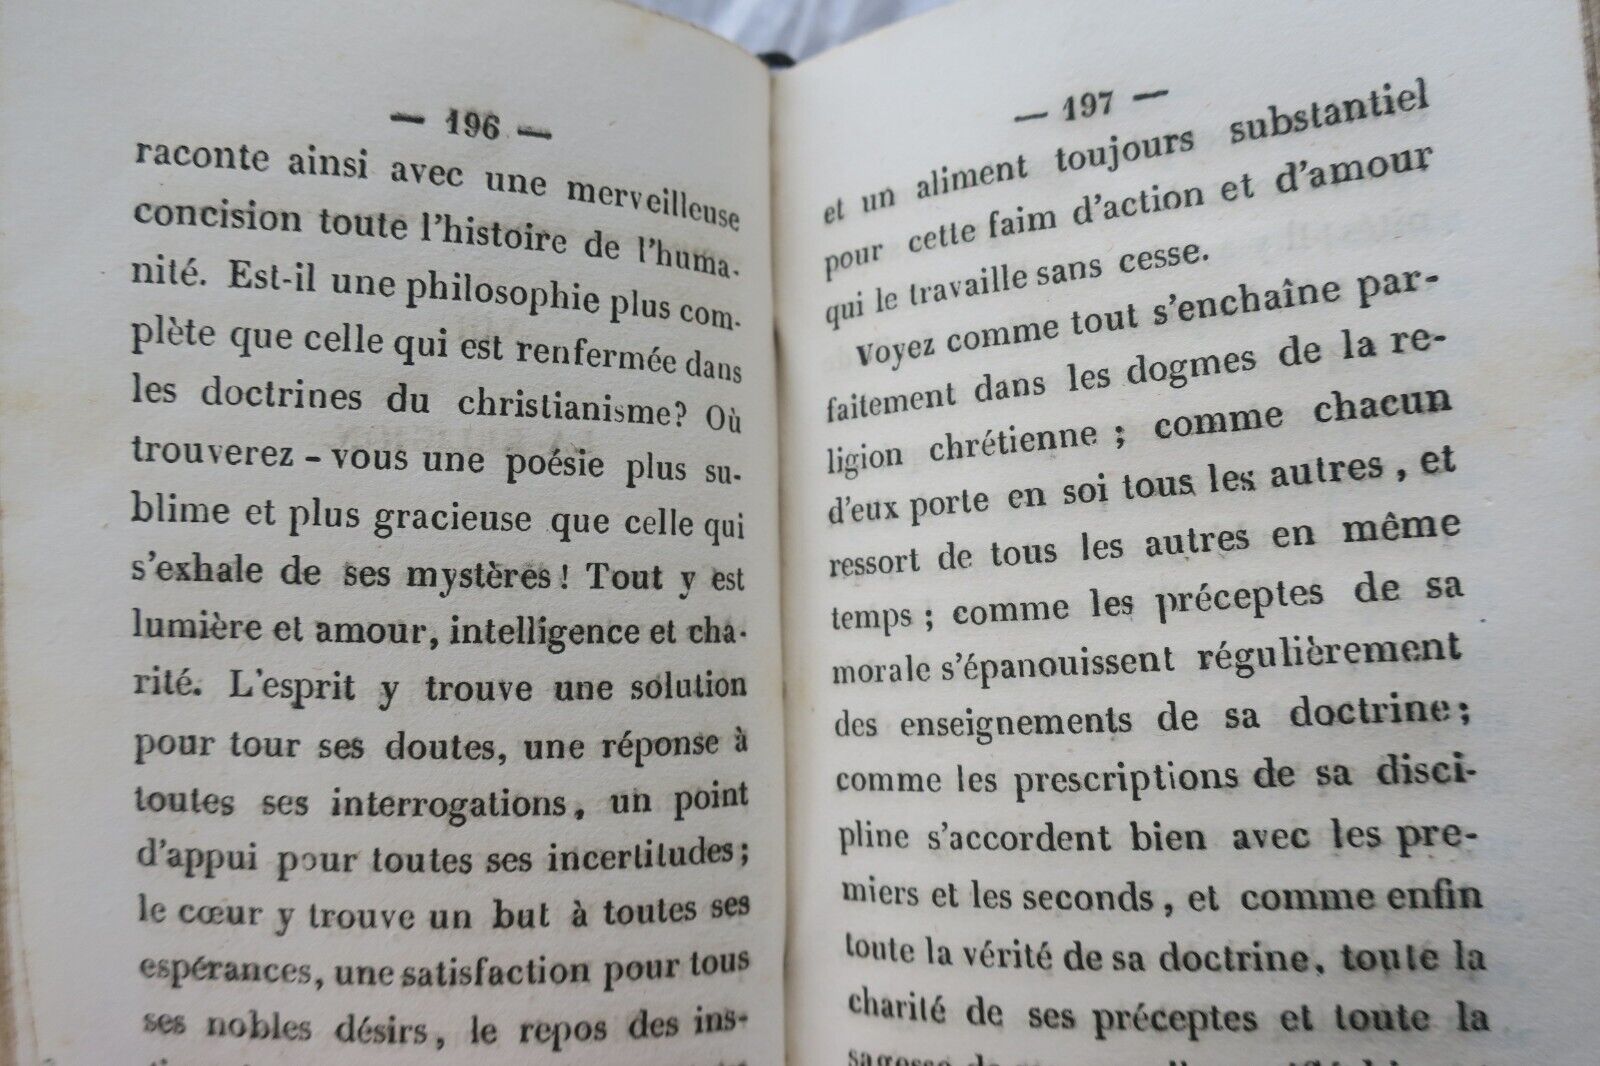 — 196 —
raconte ainsi avec une merveilleuse
concision toute l'histoire de l'huma-
nité. Est-il une philosophie plus com-
plète que celle qui est renfermée dans
les doctrines du christianisme? Où
trouverez-vous une poésie plus su-
blime et plus gracieuse que celle qui
s'exhale de ses mystères! Tout y est
lumière et amour, intelligence et cha-
rité. L'esprit y trouve une solution
pour tour ses doutes, une réponse à
toutes ses interrogations, un point
d'appui pour toutes ses incertitudes;
le cœur y trouve un but à toutes ses
espérances, une satisfaction pour tous
ses nobles désirs, le repos des ins-
— 197 —
et un aliment toujours substantiel
pour cette faim d'action et d'amour
qui le travaille sans cesse.
Voyez comme tout s'enchaîne par-
faitement dans les dogmes de la re-
ligion chrétienne; comme chacun
d'eux porte en soi tous les autres, et
ressort de tous les autres en même
temps; comme les préceptes de sa
morale s'épanouissent régulièrement
des enseignements de sa doctrine;
comme les prescriptions de sa disci-
pline s'accordent bien avec les pre-
miers et les seconds, et comme enfin
toute la vérité de sa doctrine, toute la
charité de ses préceptes et toute la